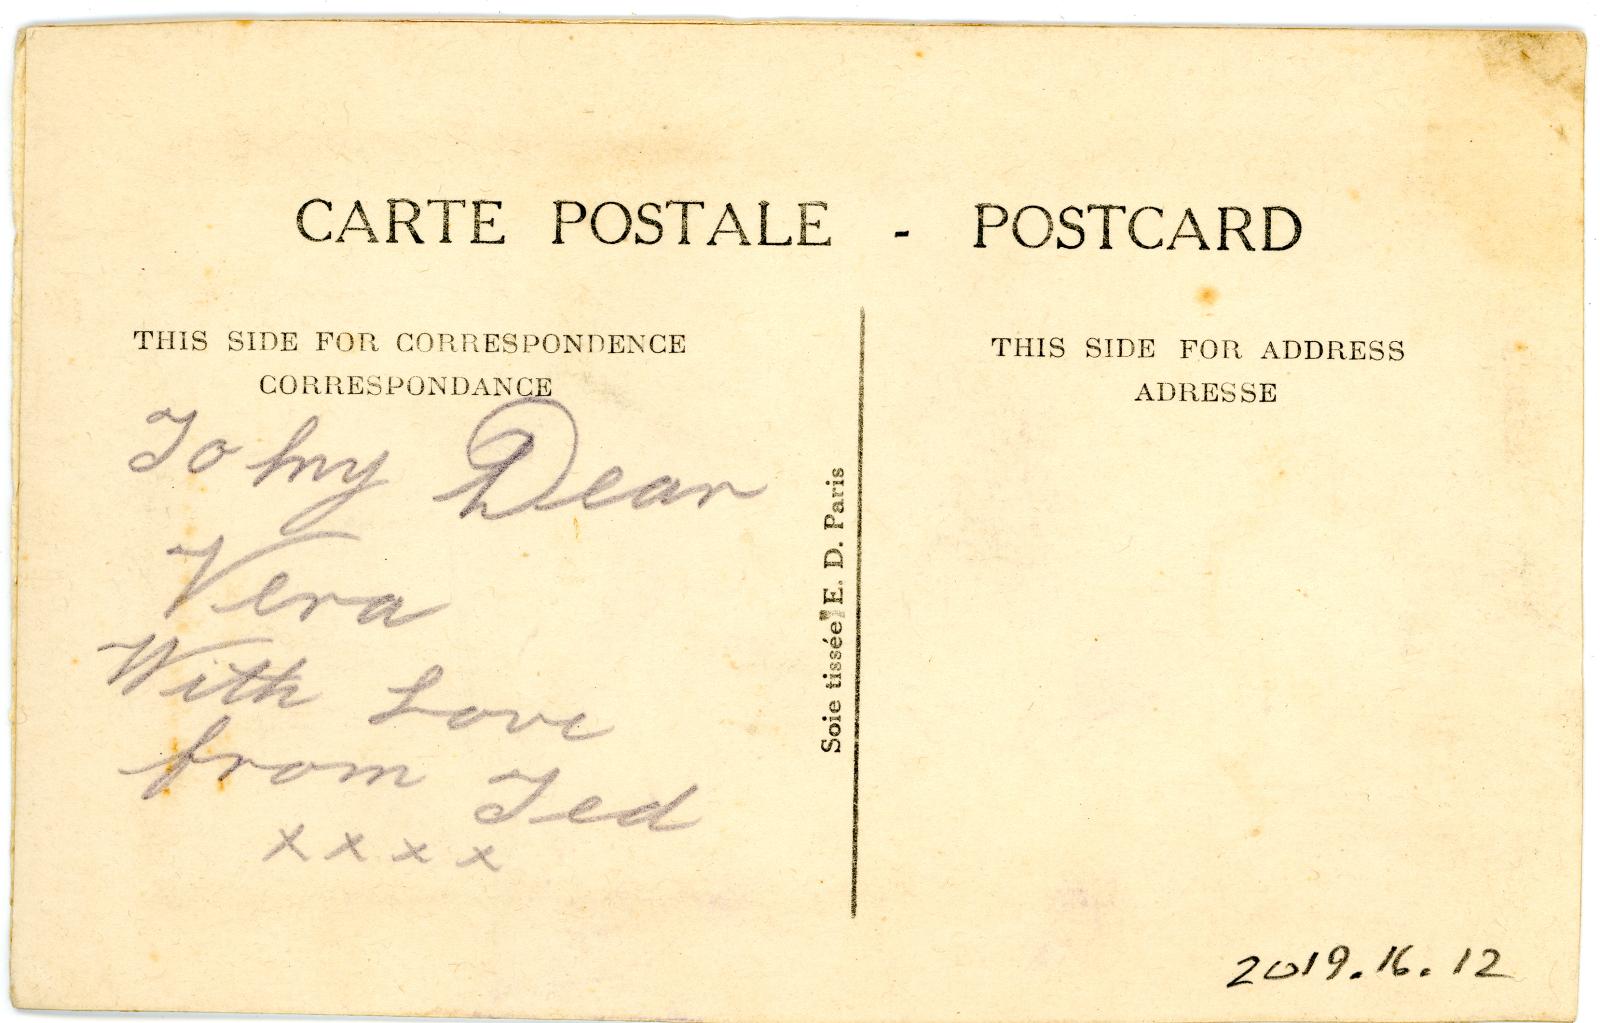 CARTE POSTALE - POSTCARD
THIS SIDE FOR CORRESPONDENCE
CORRESPONDANCE
To my Dear
Vera
With Love
from Ted
x x x x
Soie tissée E. D. Paris
THIS SIDE FOR ADDRESS
ADRESSE
2019.16.12